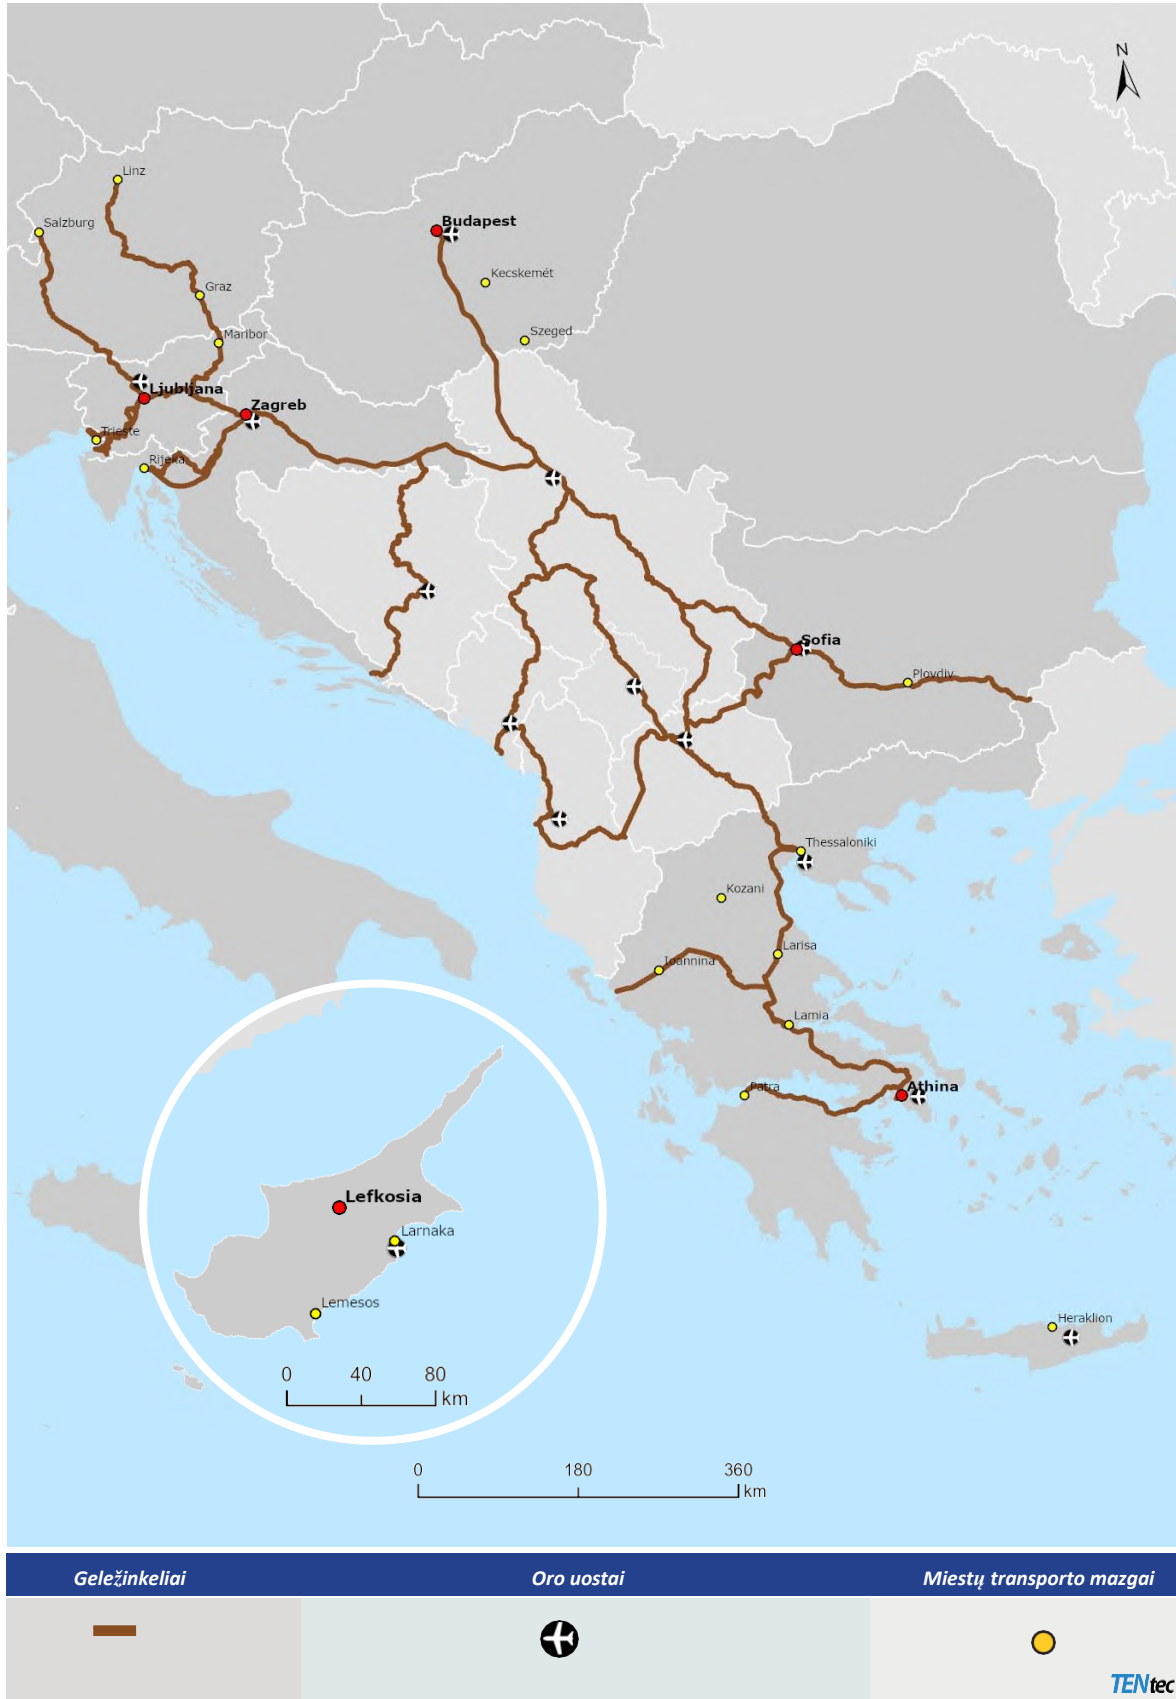 N
Linz
Salzburg
Budapest
Kecskemét
Graz
Szeged
Maribor
Ljubljana
Zagreb
Trieste
Rijeka
Sofia
Plovdiv
Thessaloniki
Kozani
Larisa
Ioannina
Lamia
Patra
Athina
Lefkosia
Larnaka
Lemesos
Heraklion
0 40 80
km
0 180 360
km
Geležinkeliai Oro uostai Miestų transporto mazgai
TENtec